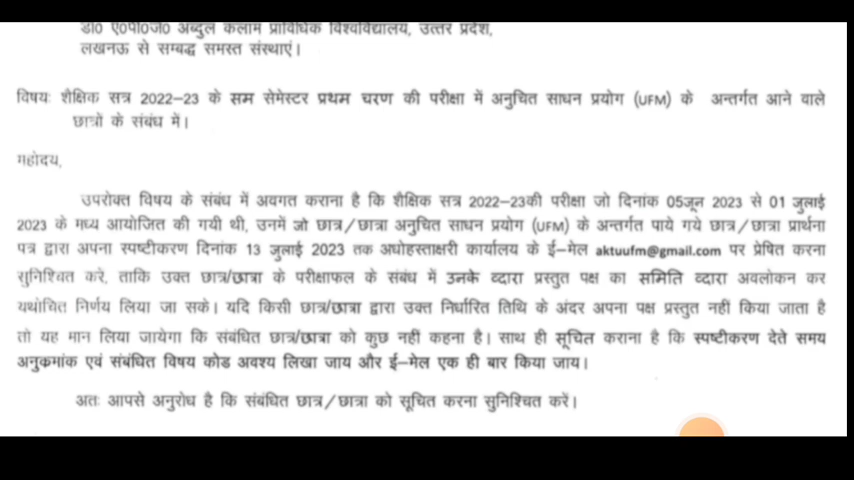 डा० ए०पी०जे० अब्दुल कलाम प्राविधिक विश्वविद्यालय, उत्तर प्रदेश,
लखनऊ से सम्बद्ध समस्त संस्थाएं।
विषयः शैक्षिक सत्र 2022–23 के सम सेमेस्टर प्रथम चरण की परीक्षा में अनुचित साधन प्रयोग (UFM) के अन्तर्गत आने वाले
छात्रों के संबंध में।
महोदय,
उपरोक्त विषय के संबंध में अवगत कराना है कि शैक्षिक सत्र 2022–23की परीक्षा जो दिनांक 05जून 2023 से 01 जुलाई
2023 के मध्य आयोजित की गयी थी, उनमें जो छात्र/छात्रा अनुचित साधन प्रयोग (UFM) के अन्तर्गत पाये गये छात्र/छात्रा प्रार्थना
पत्र द्वारा अपना स्पष्टीकरण दिनांक 13 जुलाई 2023 तक अधोहस्ताक्षरी कार्यालय के ई–मेल aktuufm@gmail.com पर प्रेषित करना
सुनिश्चित करें, ताकि उक्त छात्र/छात्रा के परीक्षाफल के संबंध में उनके व्दारा प्रस्तुत पक्ष का समिति व्दारा अवलोकन कर
यथोचित निर्णय लिया जा सके। यदि किसी छात्र/छात्रा द्वारा उक्त निर्धारित तिथि के अंदर अपना पक्ष प्रस्तुत नहीं किया जाता है
तो यह मान लिया जायेगा कि संबंधित छात्र/छात्रा को कुछ नहीं कहना है। साथ ही सूचित कराना है कि स्पष्टीकरण देते समय
अनुक्रमांक एवं संबंधित विषय कोड अवश्य लिखा जाय और ई–मेल एक ही बार किया जाय।
अतः आपसे अनुरोध है कि संबंधित छात्र/छात्रा को सूचित करना सुनिश्चित करें।